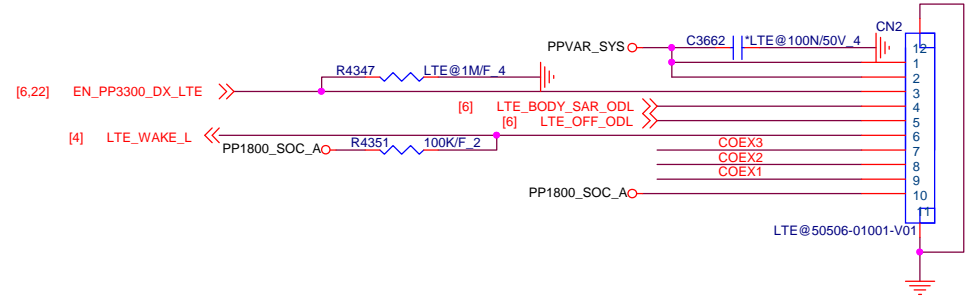 CN2
PPVAR_SYS C3662 *LTE@100N/50V_4 12
1
R4347 LTE@1M/F_4 2
[6,22] EN_PP3300_DX_LTE 3
[6] LTE_BODY_SAR_ODL 4
[6] LTE_OFF_ODL 5
[4] LTE_WAKE_L 6
PP1800_SOC_A R4351 100K/F_2 COEX3 7
COEX2 8
COEX1 9
PP1800_SOC_A 10
11
LTE@50506-01001-V01